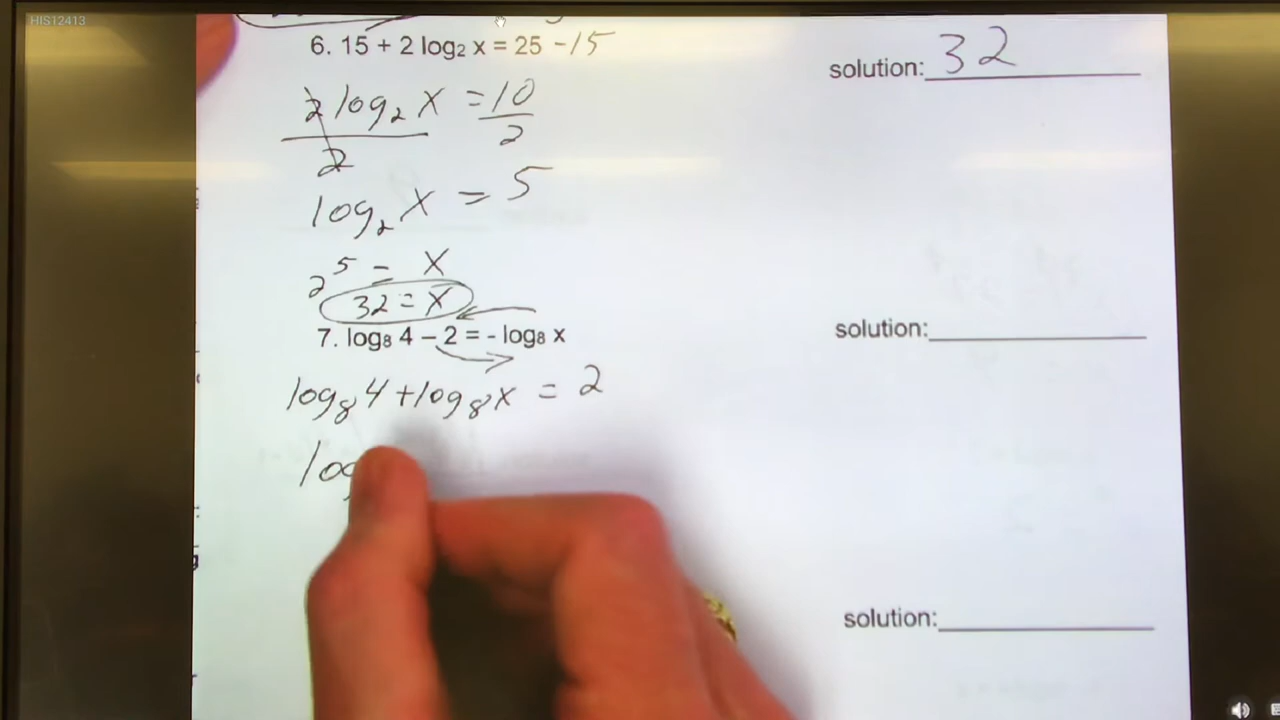 HIS12413
6. 15 + 2 log₂ x = 25 -15
solution: 32
2 log₂ x = 10
2 2
log₂ x = 5
2⁵ = x
32 = x
7. log₈ 4 – 2 = - log₈ x
solution:
log₈ 4 + log₈ x = 2
log
solution: